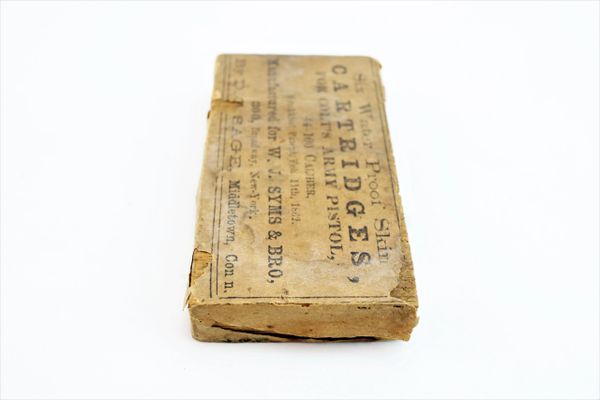 Six Water Proof Skin
CARTRIDGES,
FOR COLT'S ARMY PISTOL,
44-100 CALIBER.
Manufactured for W. J. SYMS & BRO,
300, Broadway, New-York.
By D. SAGE, Middletown, Conn.